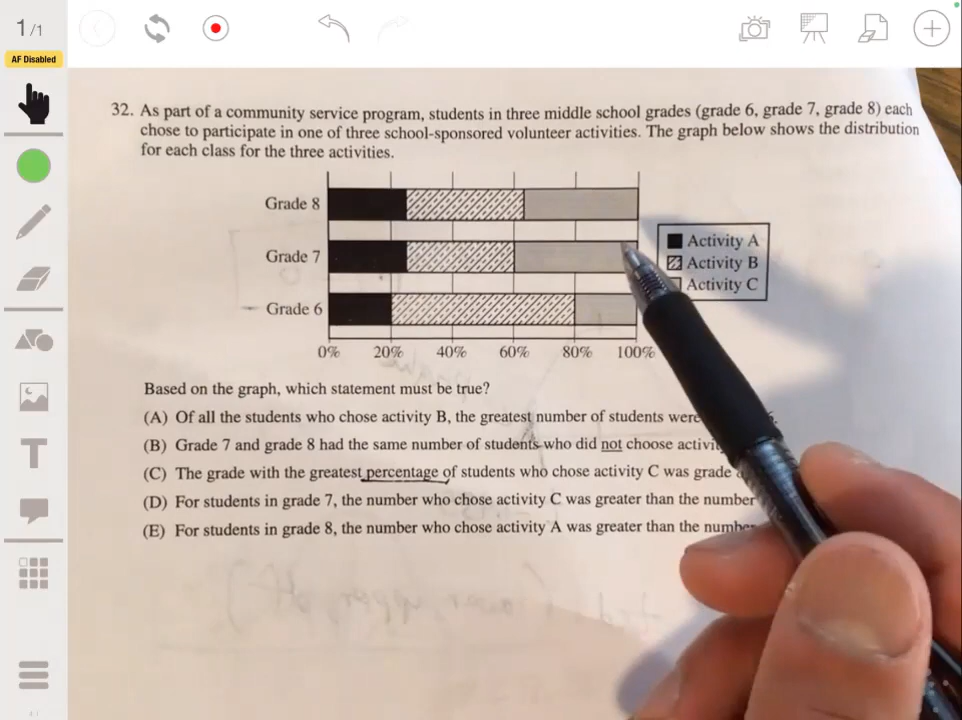 1/1
AF Disabled
32. As part of a community service program, students in three middle school grades (grade 6, grade 7, grade 8) each
chose to participate in one of three school-sponsored volunteer activities. The graph below shows the distribution
for each class for the three activities.
Grade 8
Grade 7
Grade 6
Activity A
Activity B
Activity C
0% 20% 40% 60% 80% 100%
Based on the graph, which statement must be true?
(A) Of all the students who chose activity B, the greatest number of students were
(B) Grade 7 and grade 8 had the same number of students who did not choose
(C) The grade with the greatest percentage of students who chose activity C was grade
(D) For students in grade 7, the number who chose activity C was greater than the number
(E) For students in grade 8, the number who chose activity A was greater than the
T